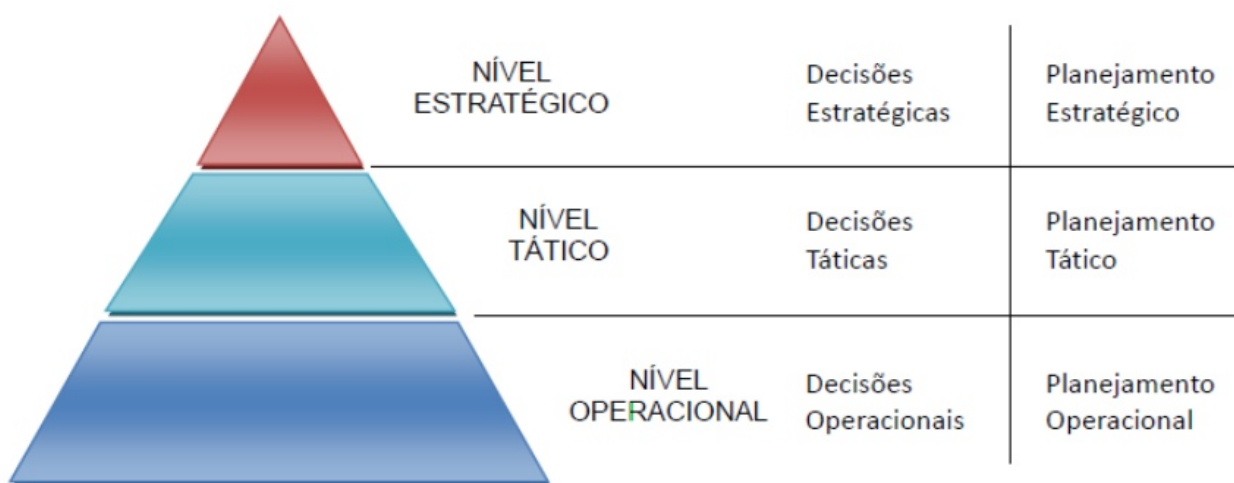 NÍVEL
ESTRATÉGICO
Decisões
Estratégicas
Planejamento
Estratégico
NÍVEL
TÁTICO
Decisões
Táticas
Planejamento
Tático
NÍVEL
OPERACIONAL
Decisões
Operacionais
Planejamento
Operacional